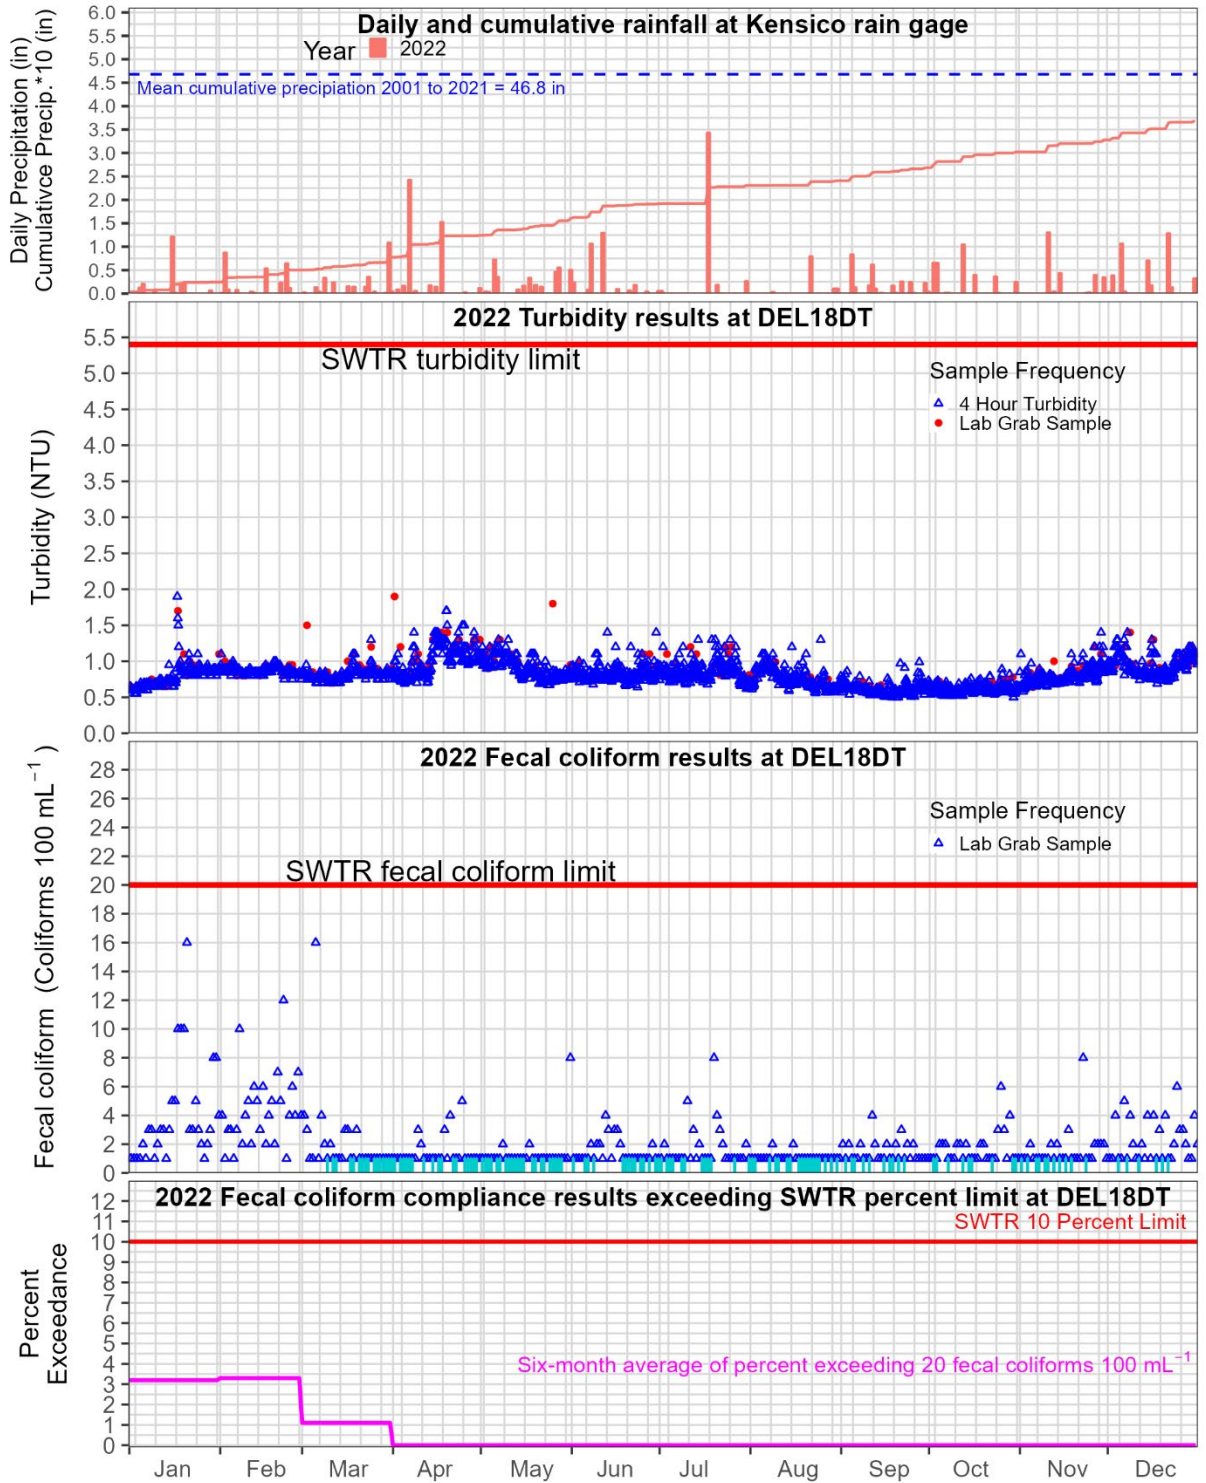 Daily and cumulative rainfall at Kensico rain gage
Year 2022
Mean cumulative precipiation 2001 to 2021 = 46.8 in
Daily Precipitation (in)
Cumulativce Precip.*10 (in)
6.0
5.5
5.0
4.5
4.0
3.5
3.0
2.5
2.0
1.5
1.0
0.5
0.0
2022 Turbidity results at DEL18DT
SWTR turbidity limit
Sample Frequency
4 Hour Turbidity
Lab Grab Sample
Turbidity (NTU)
5.5
5.0
4.5
4.0
3.5
3.0
2.5
2.0
1.5
1.0
0.5
0.0
2022 Fecal coliform results at DEL18DT
Sample Frequency
Lab Grab Sample
SWTR fecal coliform limit
Fecal coliform (Coliforms 100 mL⁻¹ )
28
26
24
22
20
18
16
14
12
10
8
6
4
2
0
2022 Fecal coliform compliance results exceeding SWTR percent limit at DEL18DT
SWTR 10 Percent Limit
Six-month average of percent exceeding 20 fecal coliforms 100 mL⁻¹
Percent
Exceedance
12
11
10
9
8
7
6
5
4
3
2
1
0
Jan Feb Mar Apr May Jun Jul Aug Sep Oct Nov Dec